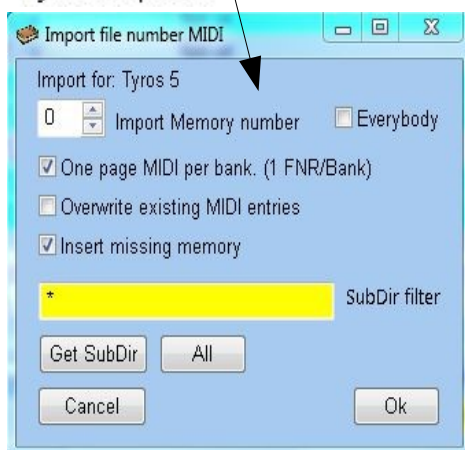 Import file number MIDI
Import for: Tyros 5
0 Import Memory number Everybody
One page MIDI per bank. (1 FNR/Bank)
Overwrite existing MIDI entries
Insert missing memory
* SubDir filter
Get SubDir All
Cancel Ok